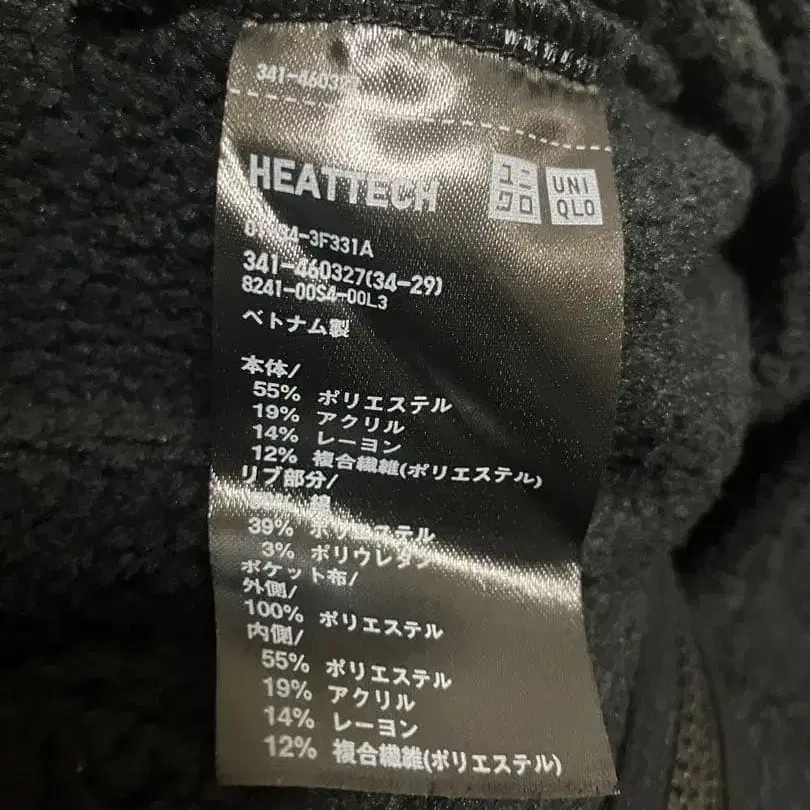 341-460327
HEATTECH
ユニ
クロ
UNI
QLO
-3F331A
341-460327(34-29)
8241-00S4-00L3
ベトナム製
本体/
55% ポリエステル
19% アクリル
14% レーヨン
12% 複合繊維(ポリエステル)
リブ部分/
綿
39% ポリエステル
3% ポリウレタン
ポケット布/
外側/
100% ポリエステル
内側/
55% ポリエステル
19% アクリル
14% レーヨン
12% 複合繊維(ポリエステル)